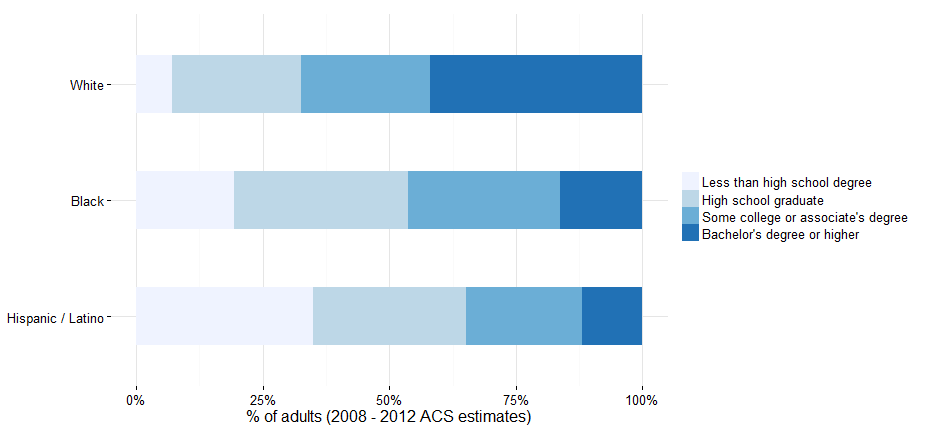 White
Black
Hispanic / Latino
0% 25% 50% 75% 100%
% of adults (2008 - 2012 ACS estimates)
Less than high school degree
High school graduate
Some college or associate's degree
Bachelor's degree or higher